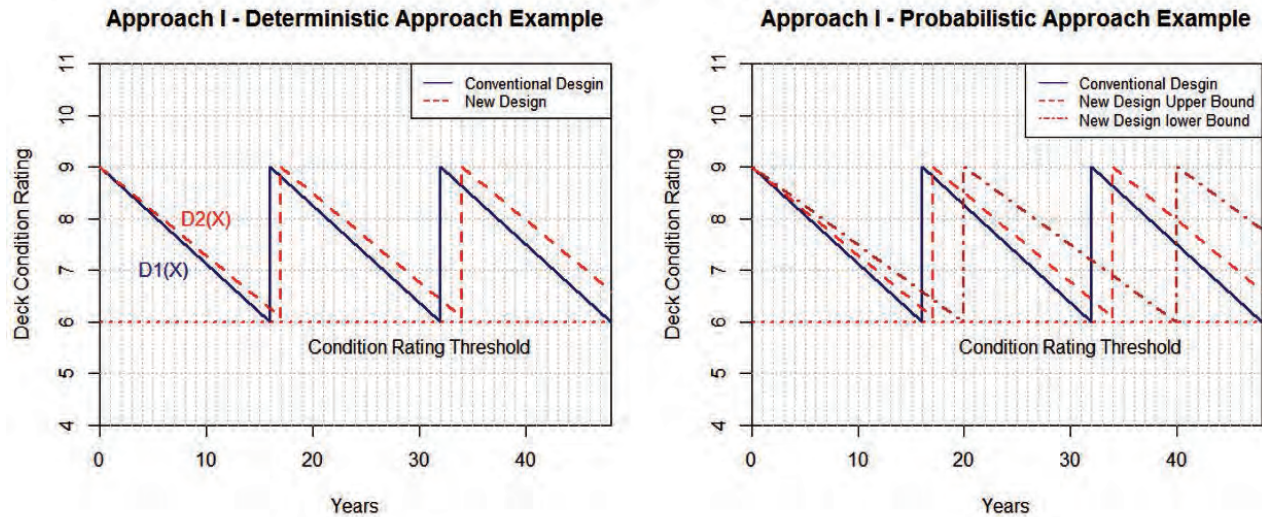 Approach I - Deterministic Approach Example
Deck Condition Rating
11
10
9
8
7
6
5
4
Conventional Desgin
New Design
D2(X)
D1(X)
Condition Rating Threshold
0
10
20
30
40
Years
Approach I - Probabilistic Approach Example
Deck Condition Rating
11
10
9
8
7
6
5
4
Conventional Desgin
New Design Upper Bound
New Design lower Bound
Condition Rating Threshold
0
10
20
30
40
Years